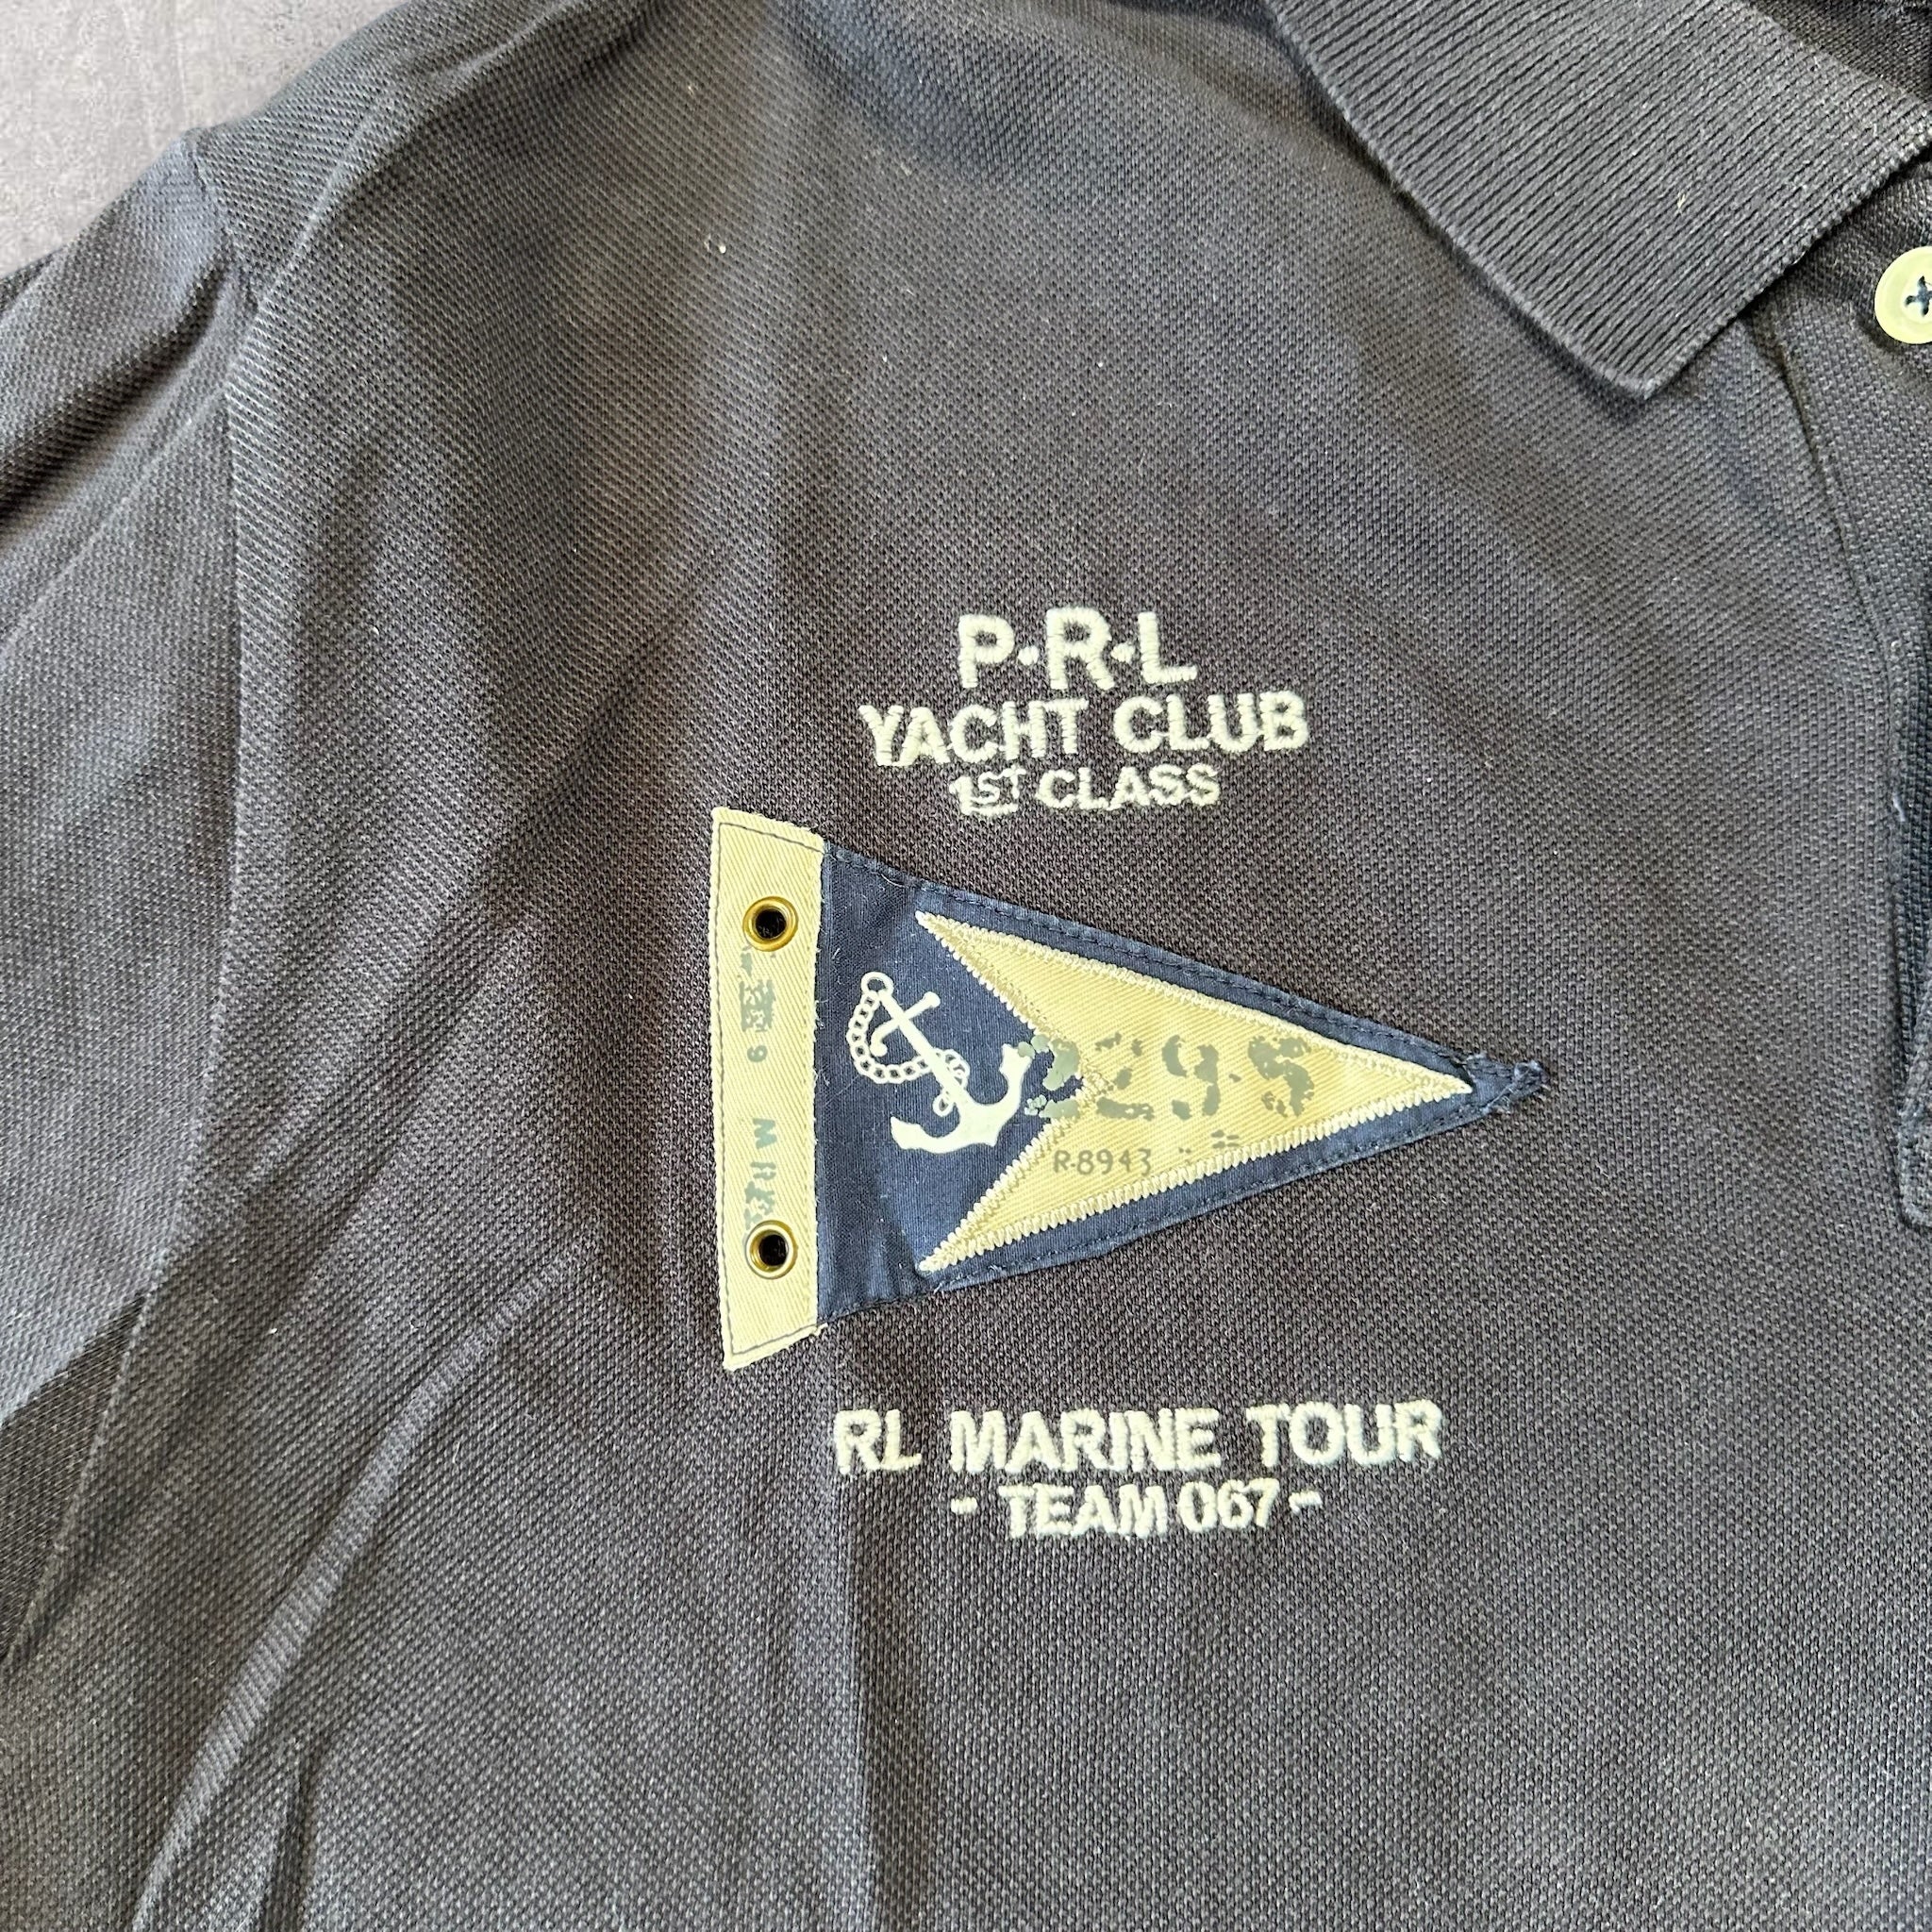 P·R·L
YACHT CLUB
1ST CLASS
R-8943
RL MARINE TOUR
- TEAM 067 -